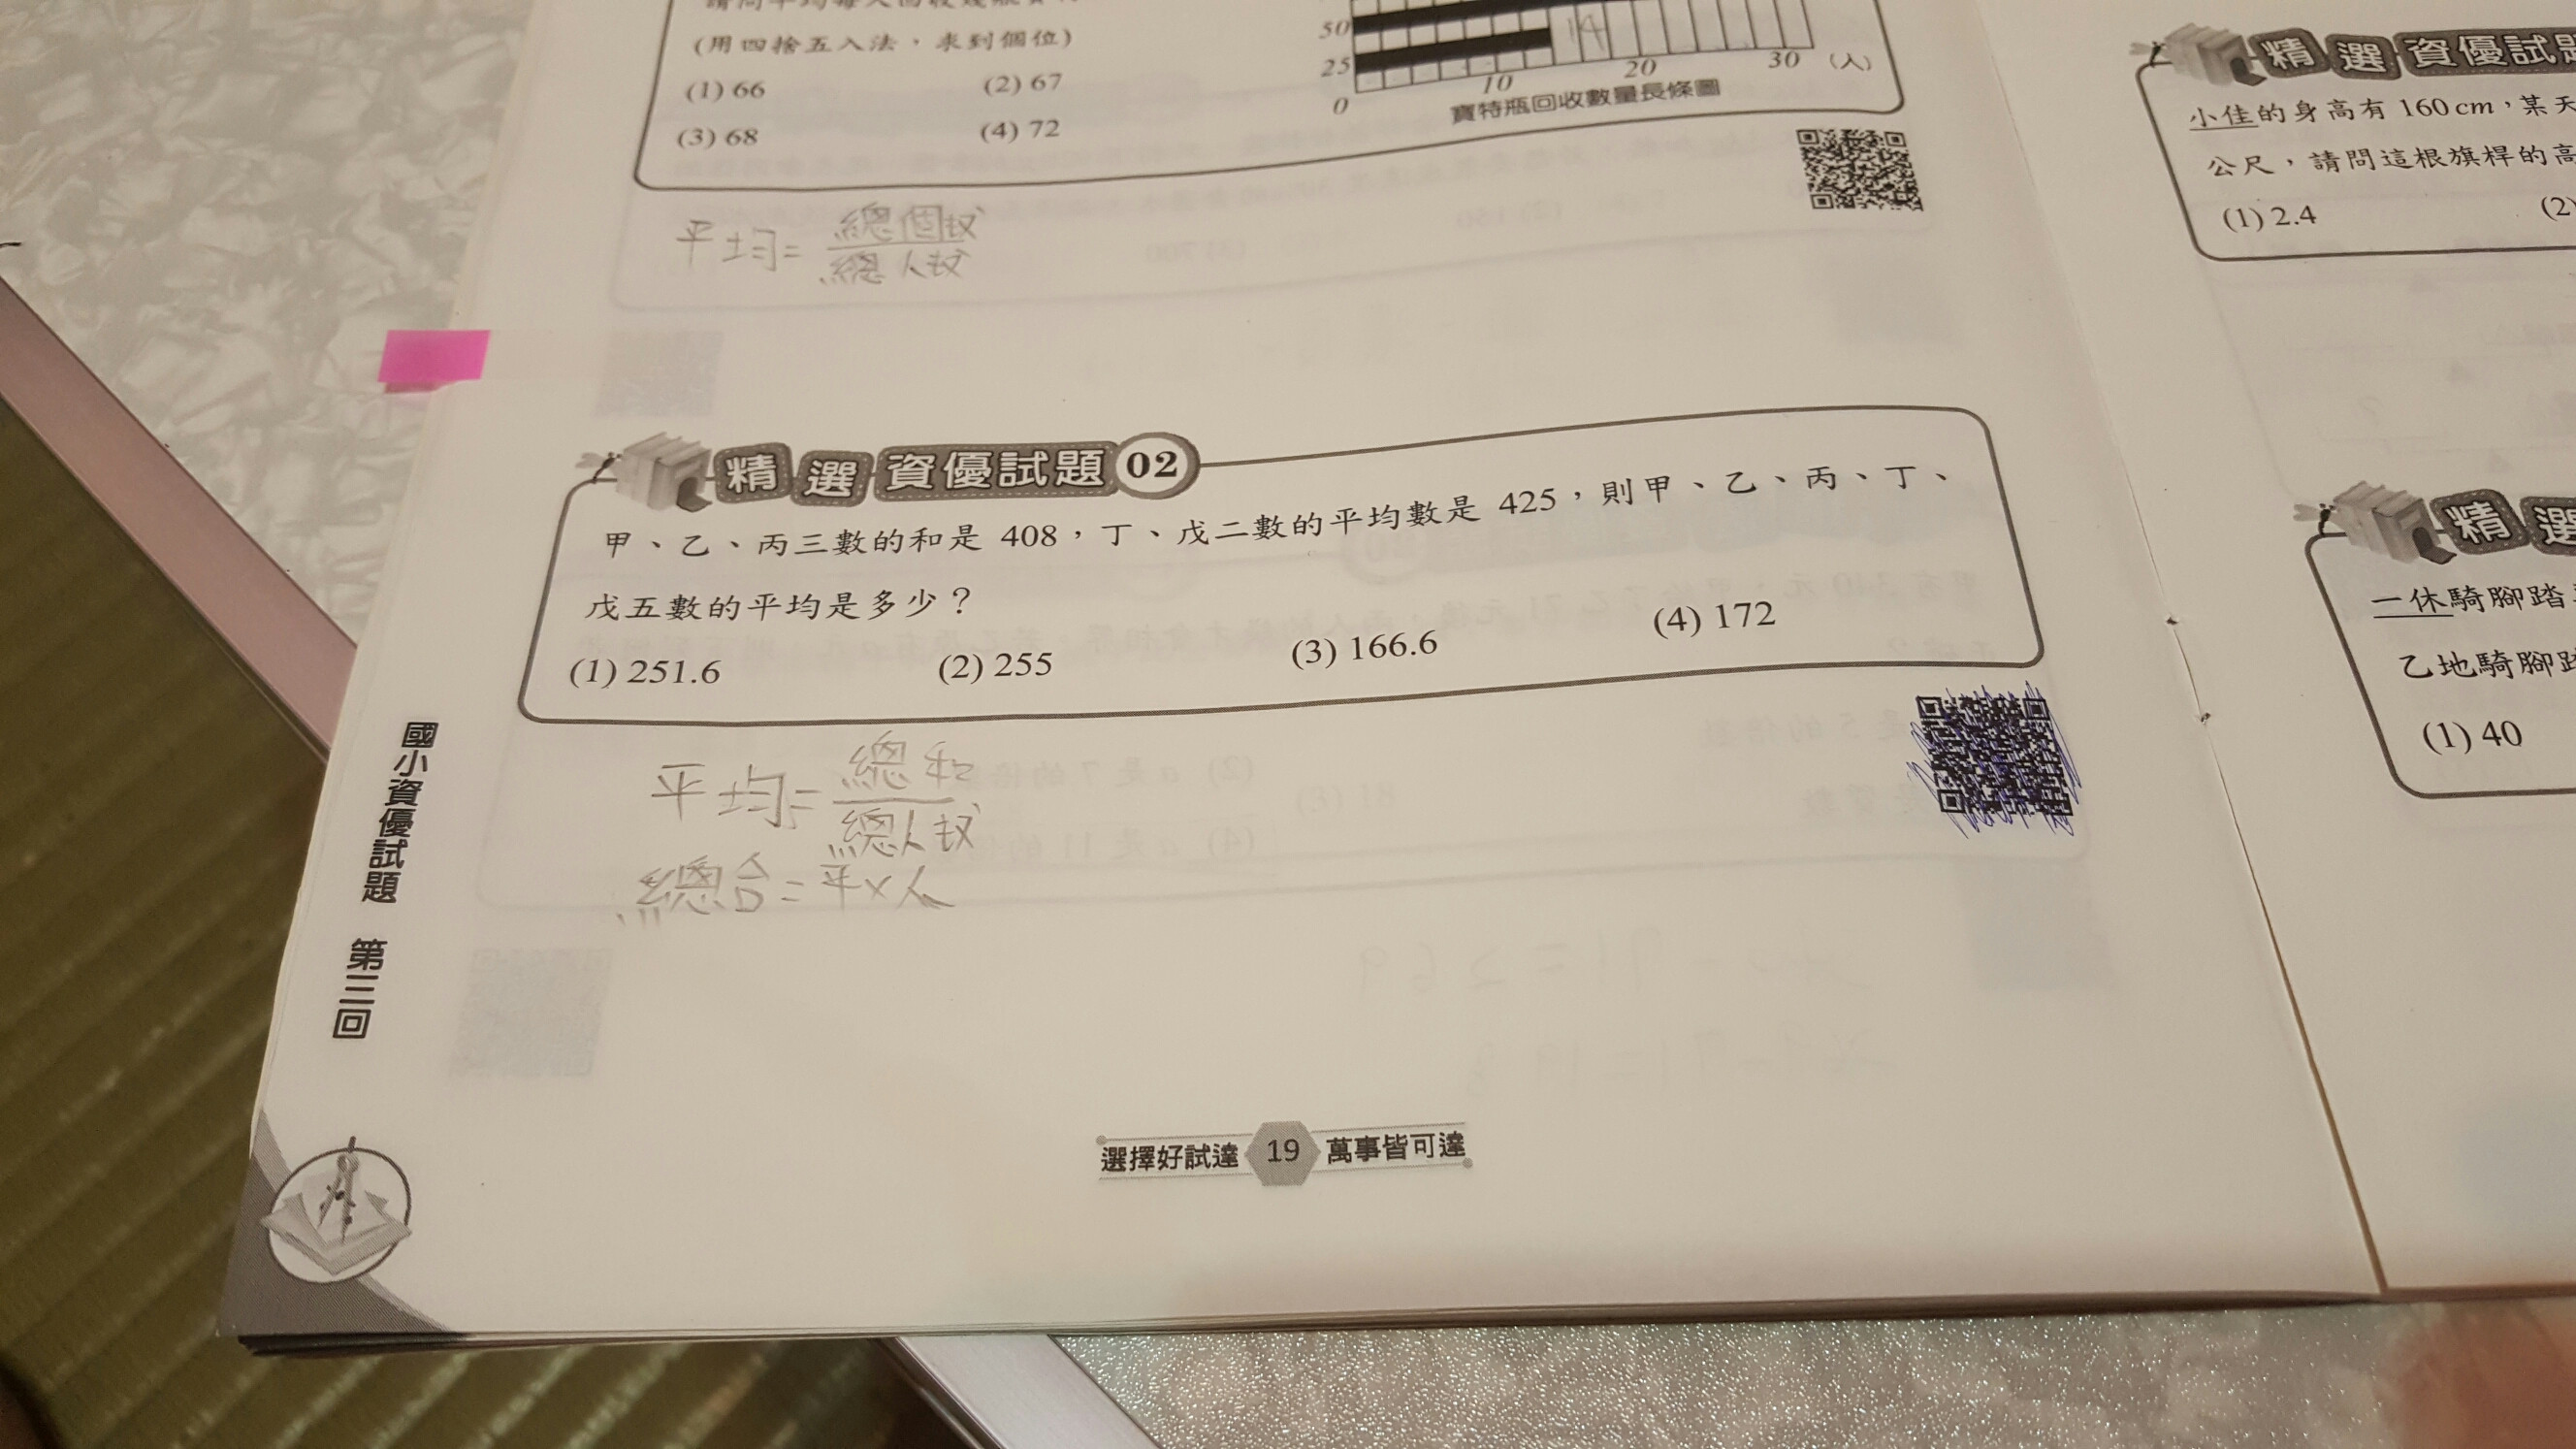 (用四捨五入法，求到個位)
(1) 66
(2) 67
(3) 68
(4) 72
50
25
0
14
10
20
30
(人)
寶特瓶回收數量長條圖
平均=總個数/總人数
精選資優試題 02
甲、乙、丙三數的和是 408，丁、戊二數的平均數是 425，則甲、乙、丙、丁、
戊五數的平均是多少？
(1) 251.6
(2) 255
(3) 166.6
(4) 172
平均=總和/總人数
總合=平×人
國小資優試題 第三回
選擇好試達 19 萬事皆可達
精選資優試題
小佳的身高有 160 cm，某天
公尺，請問這根旗桿的高
(1) 2.4
(2)
精選
一休騎腳踏
乙地騎腳踏
(1) 40